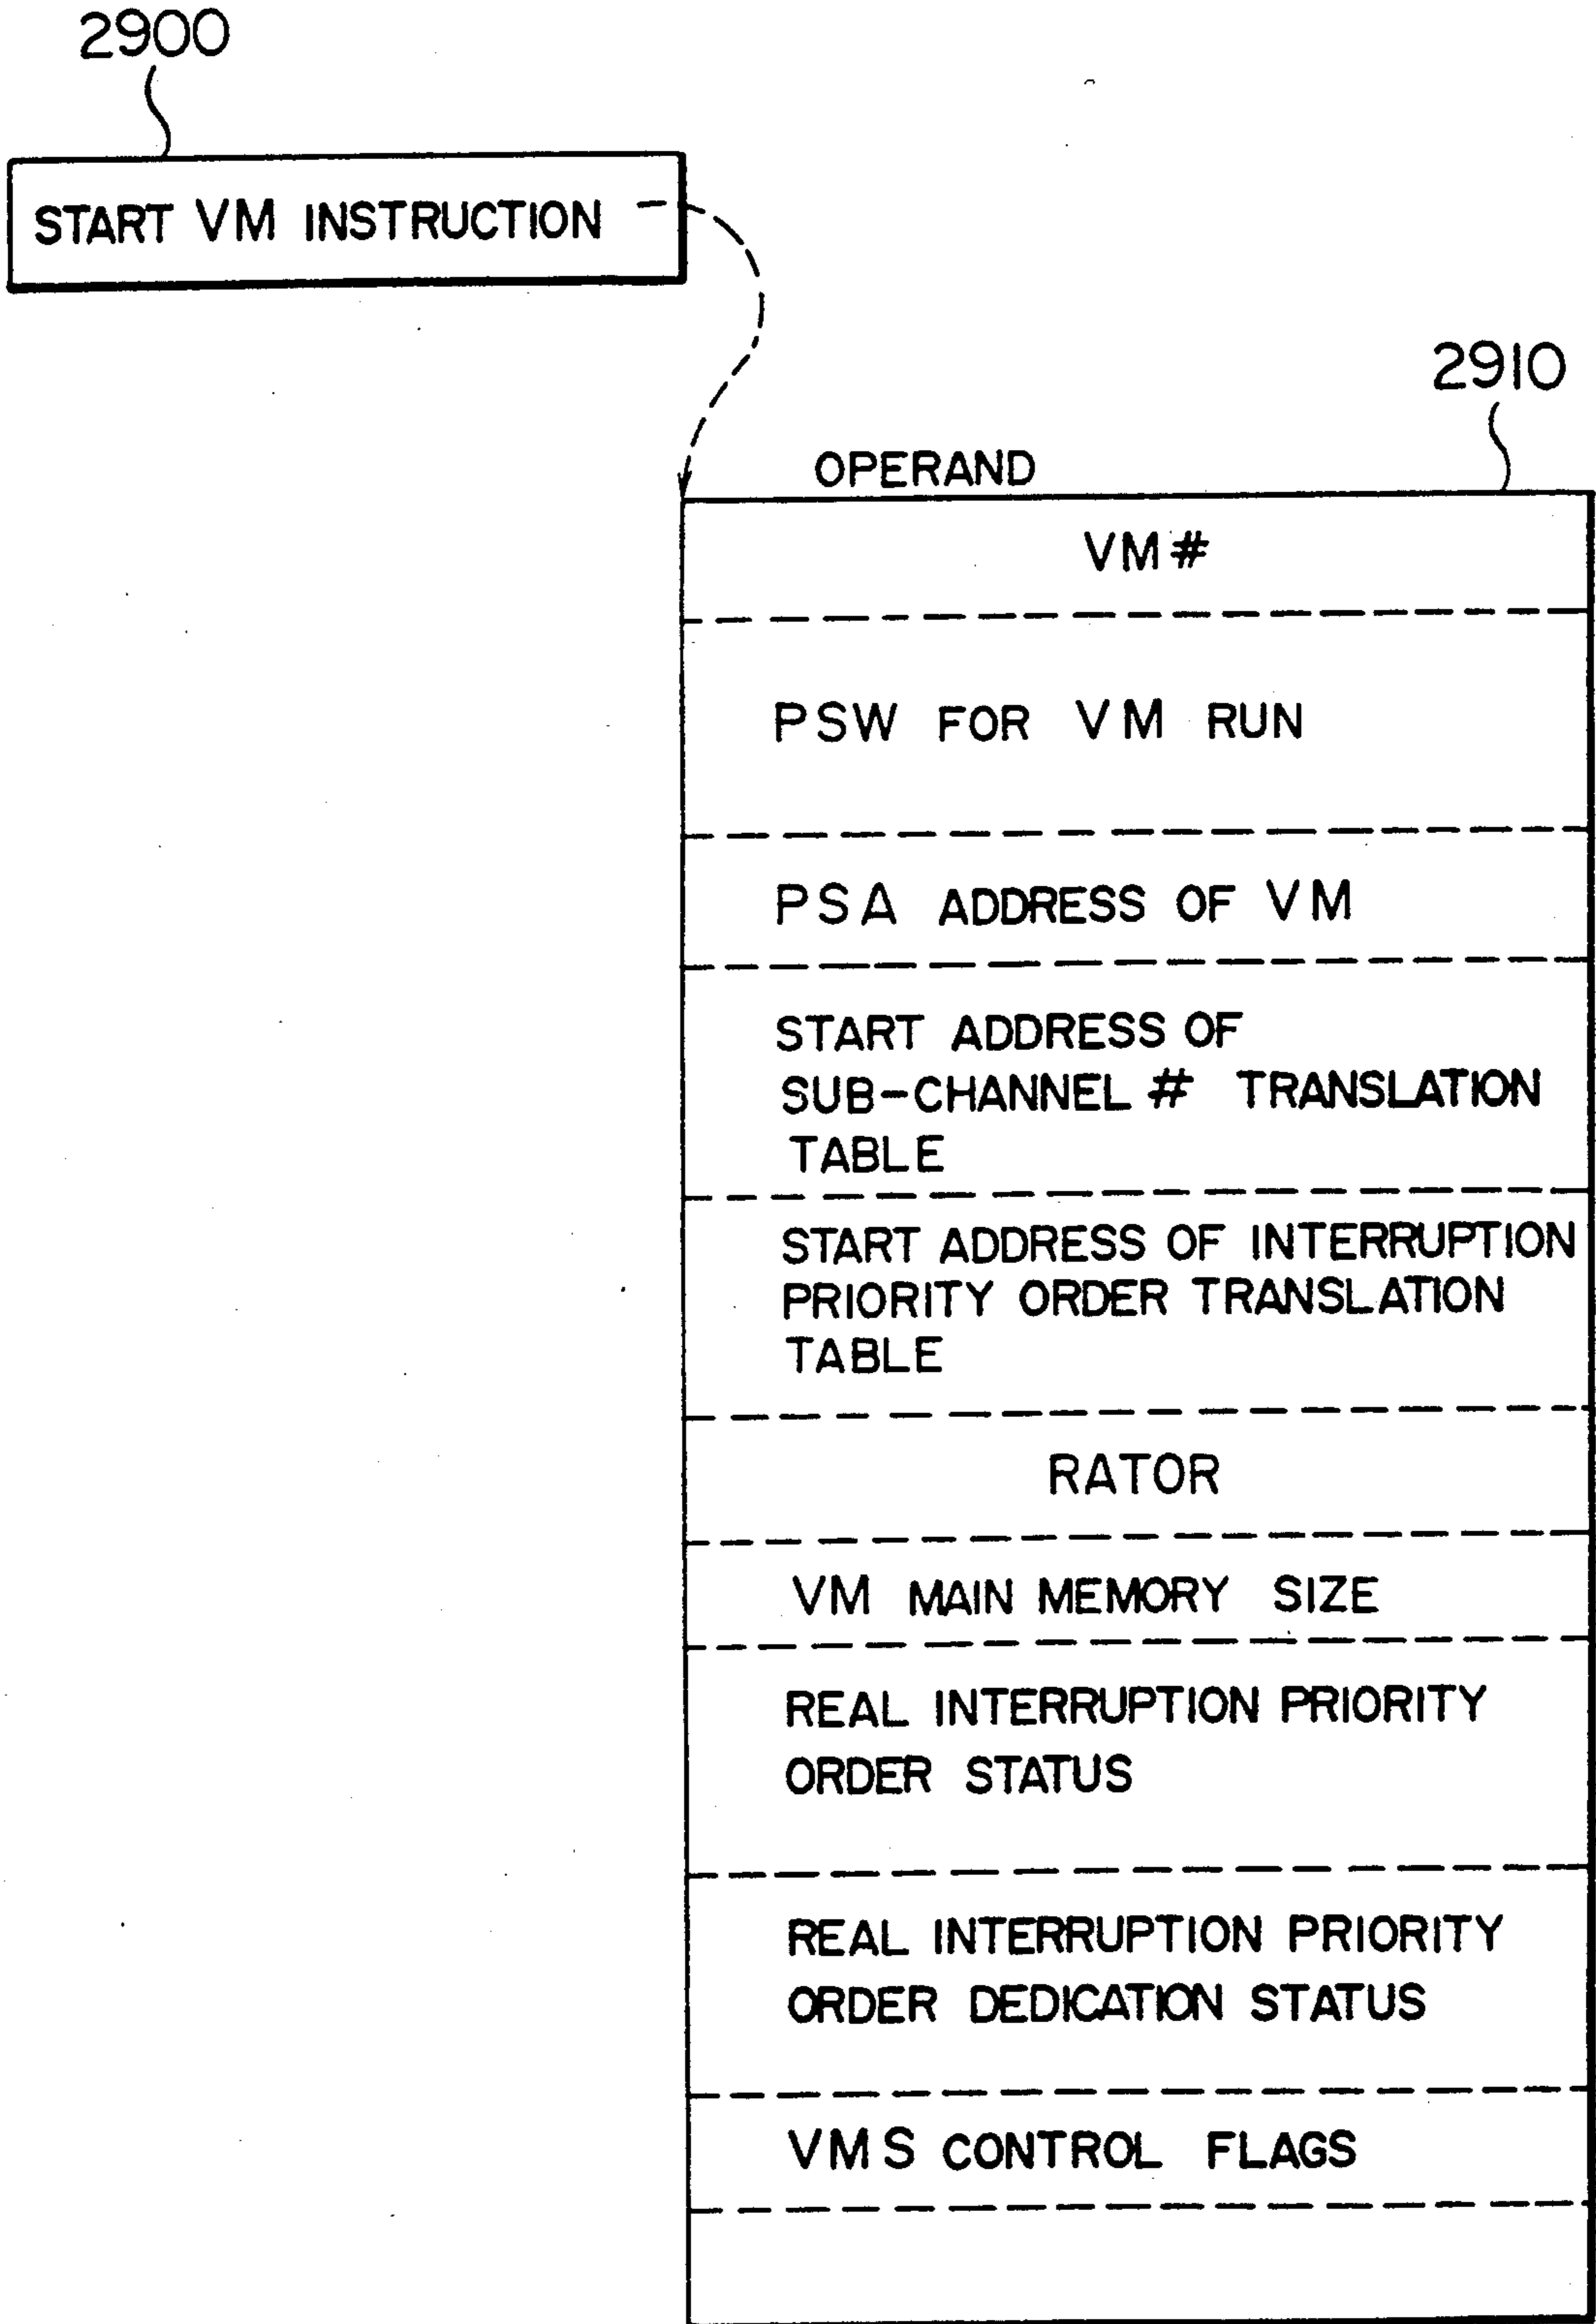 2900
START VM INSTRUCTION
2910
OPERAND
VM#
PSW FOR VM RUN
PSA ADDRESS OF VM
START ADDRESS OF
SUB-CHANNEL # TRANSLATION
TABLE
START ADDRESS OF INTERRUPTION
PRIORITY ORDER TRANSLATION
TABLE
RATOR
VM MAIN MEMORY SIZE
REAL INTERRUPTION PRIORITY
ORDER STATUS
REAL INTERRUPTION PRIORITY
ORDER DEDICATION STATUS
VMS CONTROL FLAGS